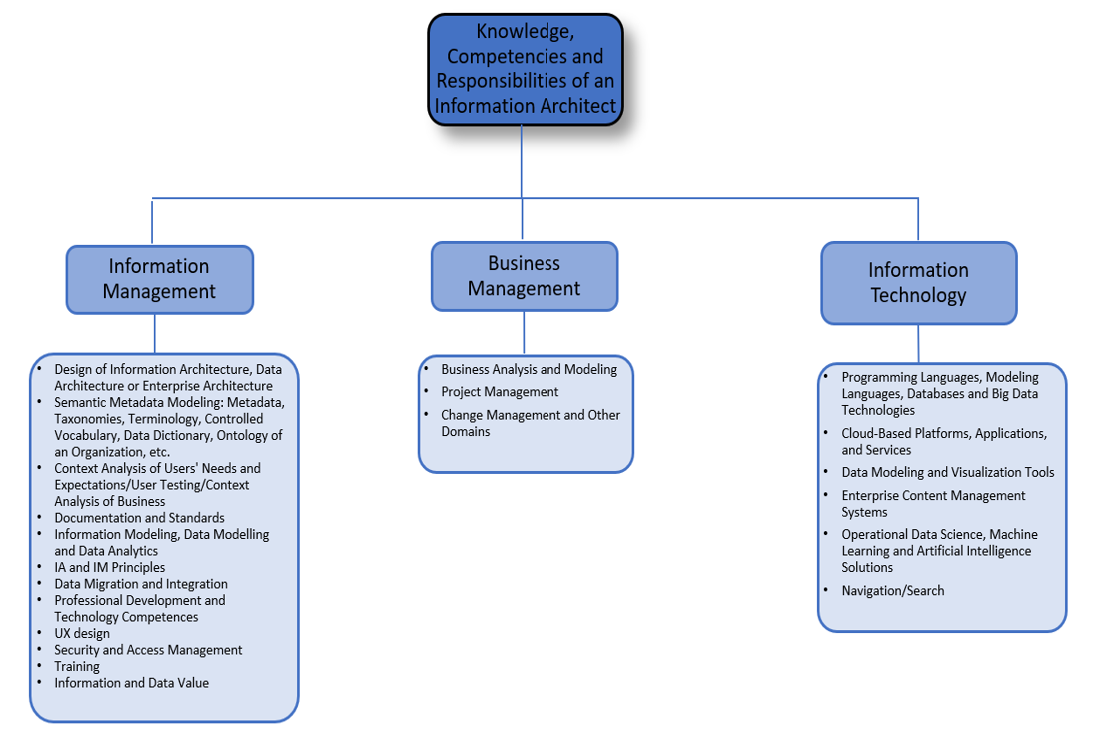 Knowledge,
Competencies and
Responsibilities of an
Information Architect
Information
Management
Business
Management
Information
Technology
• Design of Information Architecture, Data
Architecture or Enterprise Architecture
• Semantic Metadata Modeling: Metadata,
Taxonomies, Terminology, Controlled
Vocabulary, Data Dictionary, Ontology of
an Organization, etc.
• Context Analysis of Users' Needs and
Expectations/User Testing/Context
Analysis of Business
• Documentation and Standards
• Information Modeling, Data Modelling
and Data Analytics
• IA and IM Principles
• Data Migration and Integration
• Professional Development and
Technology Competences
• UX design
• Security and Access Management
• Training
• Information and Data Value
• Business Analysis and Modeling
• Project Management
• Change Management and Other
Domains
• Programming Languages, Modeling
Languages, Databases and Big Data
Technologies
• Cloud-Based Platforms, Applications,
and Services
• Data Modeling and Visualization Tools
• Enterprise Content Management
Systems
• Operational Data Science, Machine
Learning and Artificial Intelligence
Solutions
• Navigation/Search